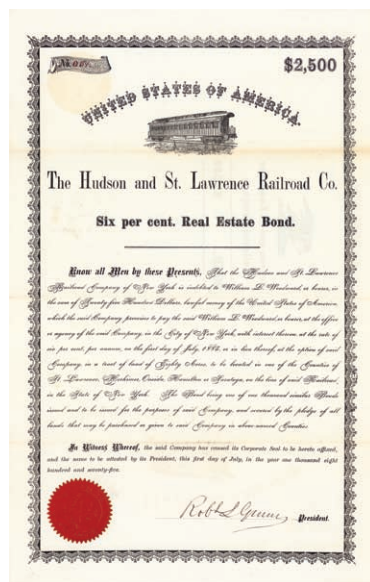 No.
$2,500
UNITED STATES OF AMERICA.
The Hudson and St. Lawrence Railroad Co.
Six per cent. Real Estate Bond.
Know all Men by these Presents, That the Hudson and St. Lawrence
Railroad Company of New York is indebted to William L. Woodward, or bearer, in
the sum of Twenty five Hundred Dollars, lawful money of the United States of America,
which the said Company promises to pay the said William L. Woodward, or bearer, at the office
or agency of the said Company, in the City of New York, with interest thereon at the rate of
six per cent. per annum, on the first day of July, or in lieu thereof, at the option of said
Company, in a tract of land of Eighty Acres, to be located in one of the Counties of
St. Lawrence, Herkimer, Oneida, Hamilton or Saratoga, on the line of said Railroad,
in the State of New York. This Bond being one of one thousand similar Bonds
issued and to be issued for the purposes of said Company, and secured by the pledge of all
lands that may be purchased or given to said Company in above named Counties.
In Witness Whereof, the said Company has caused its Corporate Seal to be hereto affixed,
and the same to be attested by its President, this first day of July, in the year one thousand eight
hundred and seventy-five.
President.